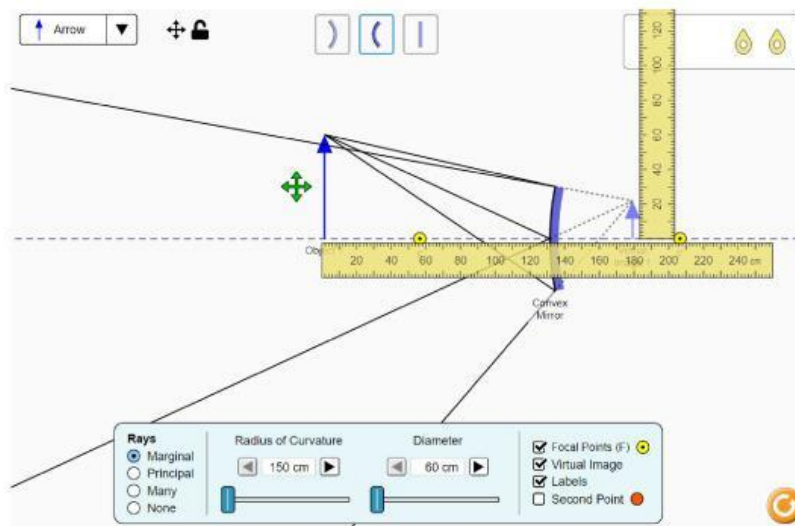 Arrow
120
100
80
60
40
20
20 40 60 80 100 120 140 160 180 200 220 240 cm
Convex
Mirror
Rays
Marginal
Principal
Many
None
Radius of Curvature
150 cm
Diameter
60 cm
Focal Points (F)
Virtual Image
Labels
Second Point